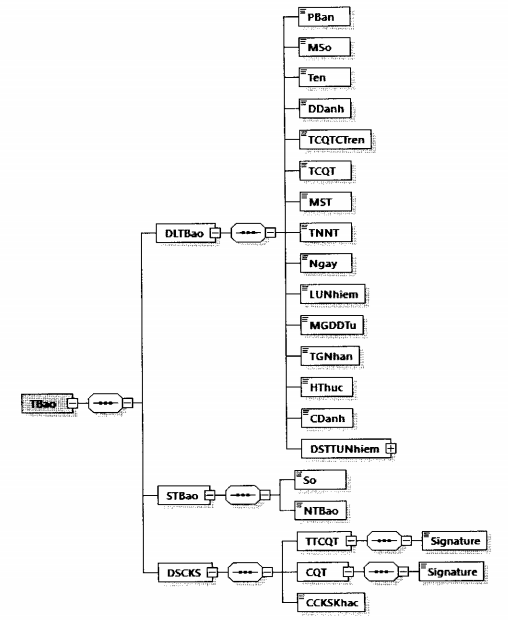 PBan
MSo
Ten
DDanh
TCQTCTren
TCQT
MST
DLTBao
TNNT
Ngay
LUNhiem
MGDDTu
TGNhan
HThuc
TBao
CDanh
DSTTUNhiem
So
STBao
NTBao
TTCQT
Signature
DSCKS
CQT
Signature
CCKSKhac